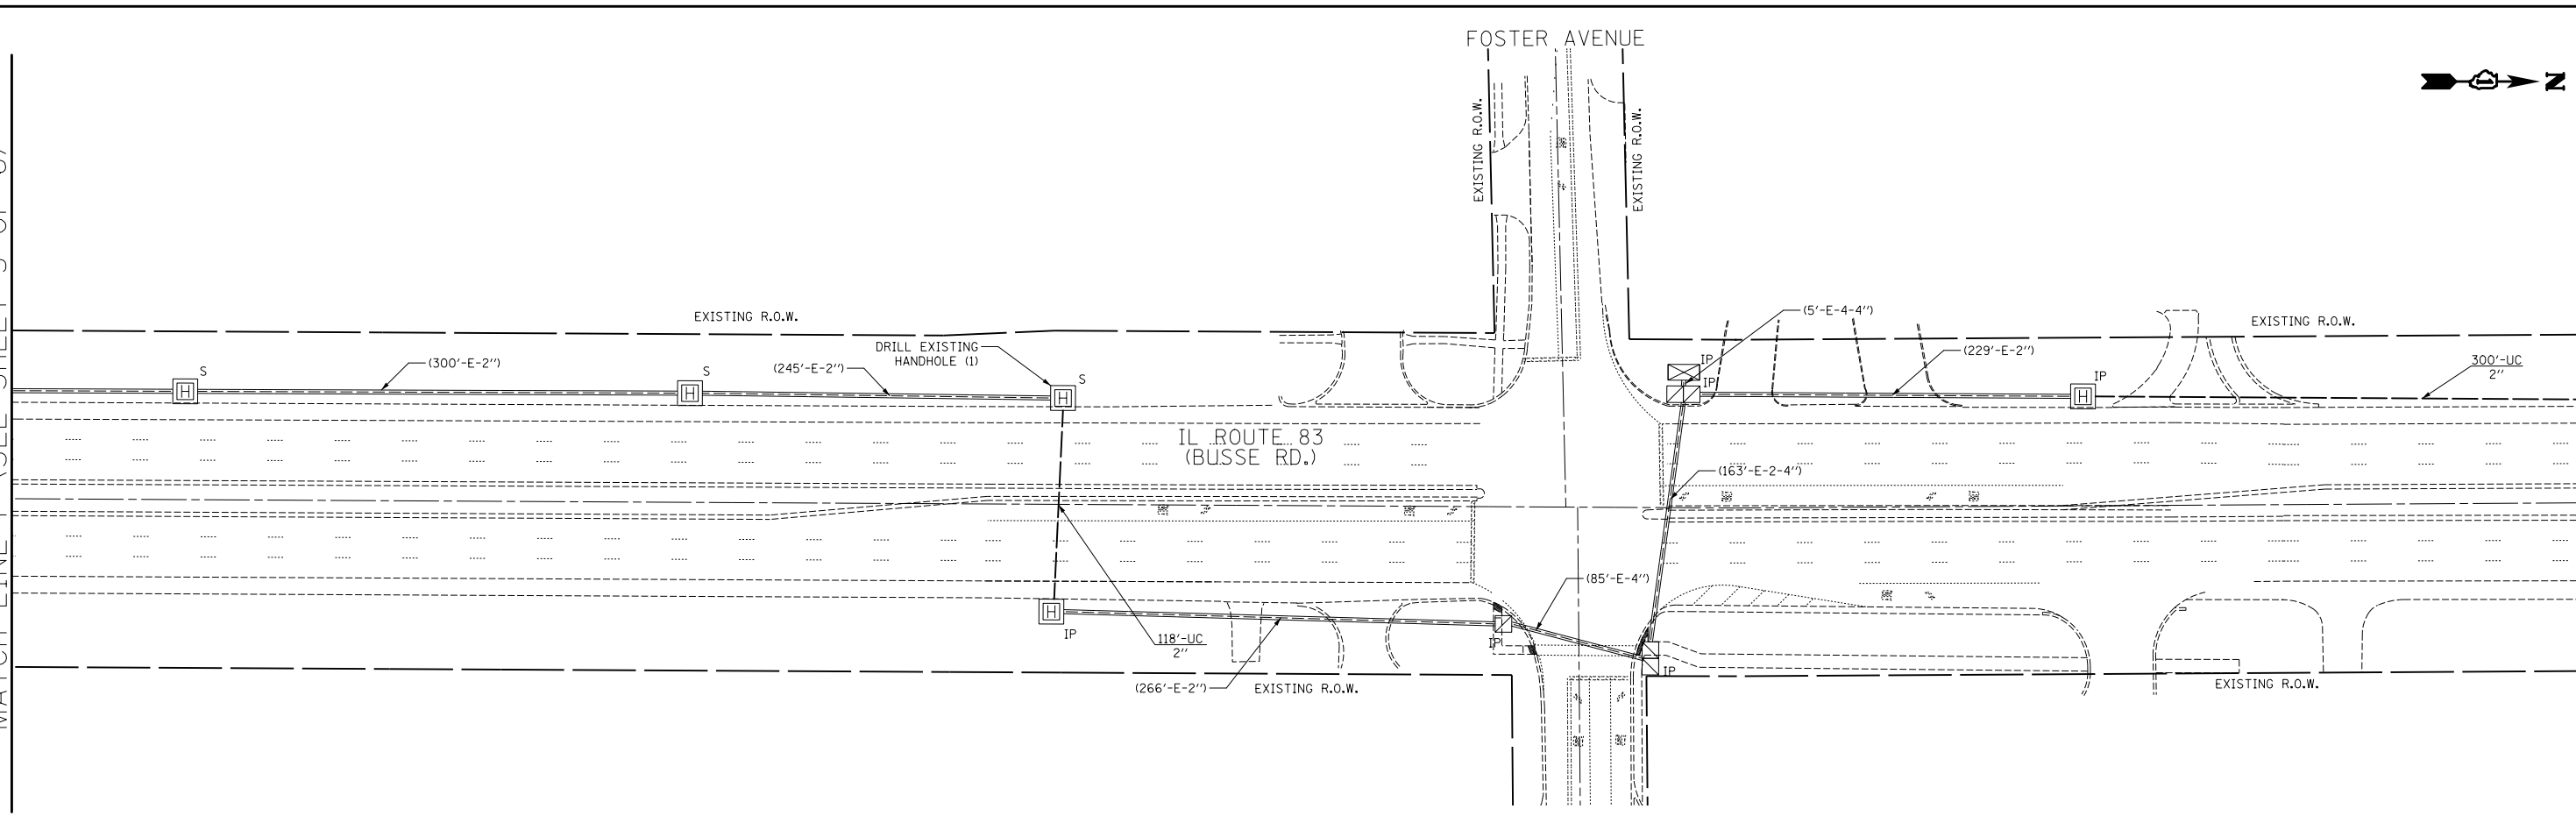 FOSTER AVENUE
N
EXISTING R.O.W.
EXISTING R.O.W.
EXISTING R.O.W.
DRILL EXISTING
HANDHOLE (1)
(5'-E-4-4")
EXISTING R.O.W.
S
(300'-E-2")
S
(245'-E-2")
S
IP
IP
(229'-E-2")
IP
300'-UC
2"
H
H
H
H
IL ROUTE 83
(BUSSE RD.)
(163'-E-2-4")
(85'-E-4")
H
IP
118'-UC
2"
IP
IP
(266'-E-2")
EXISTING R.O.W.
EXISTING R.O.W.